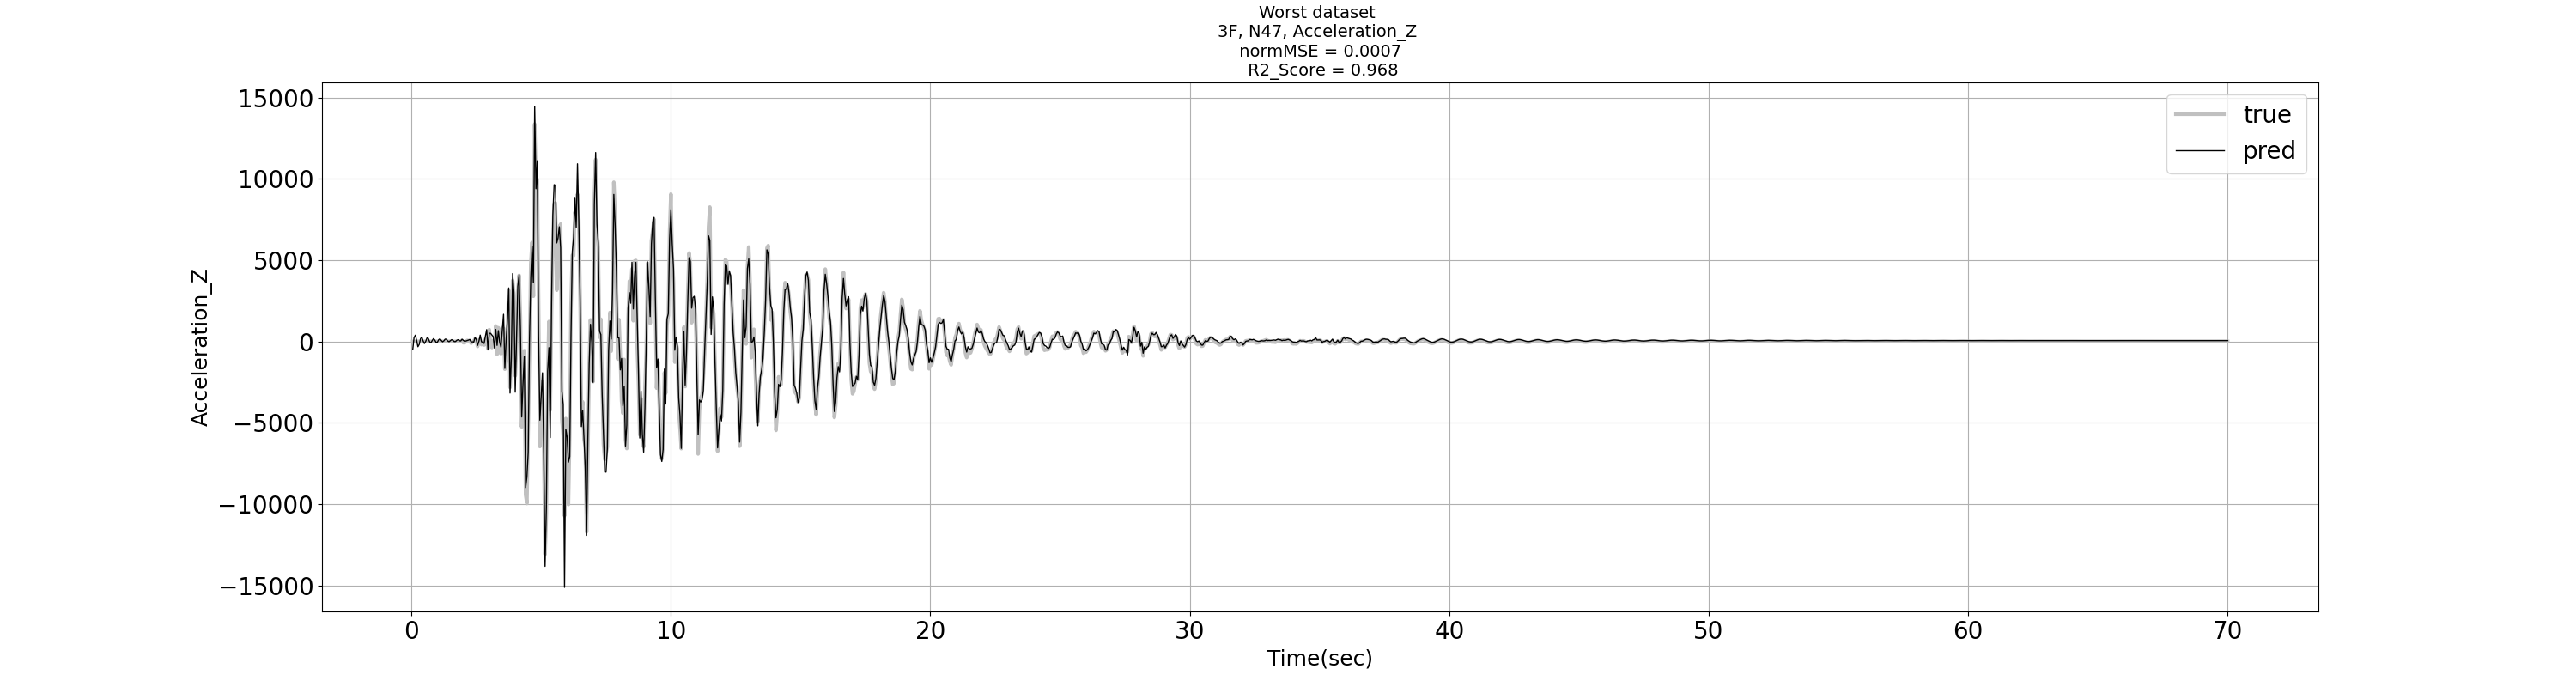 Worst dataset
3F, N47, Acceleration_Z
normMSE = 0.0007
R2_Score = 0.968
15000
10000
5000
0
−5000
−10000
−15000
Acceleration_Z
true
pred
0 10 20 30 40 50 60 70
Time(sec)